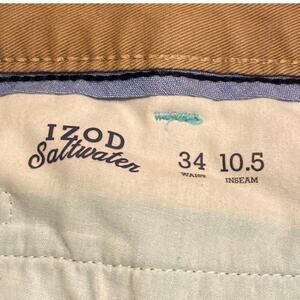 IZOD
Saltwater
34 10.5
WAIST INSEAM